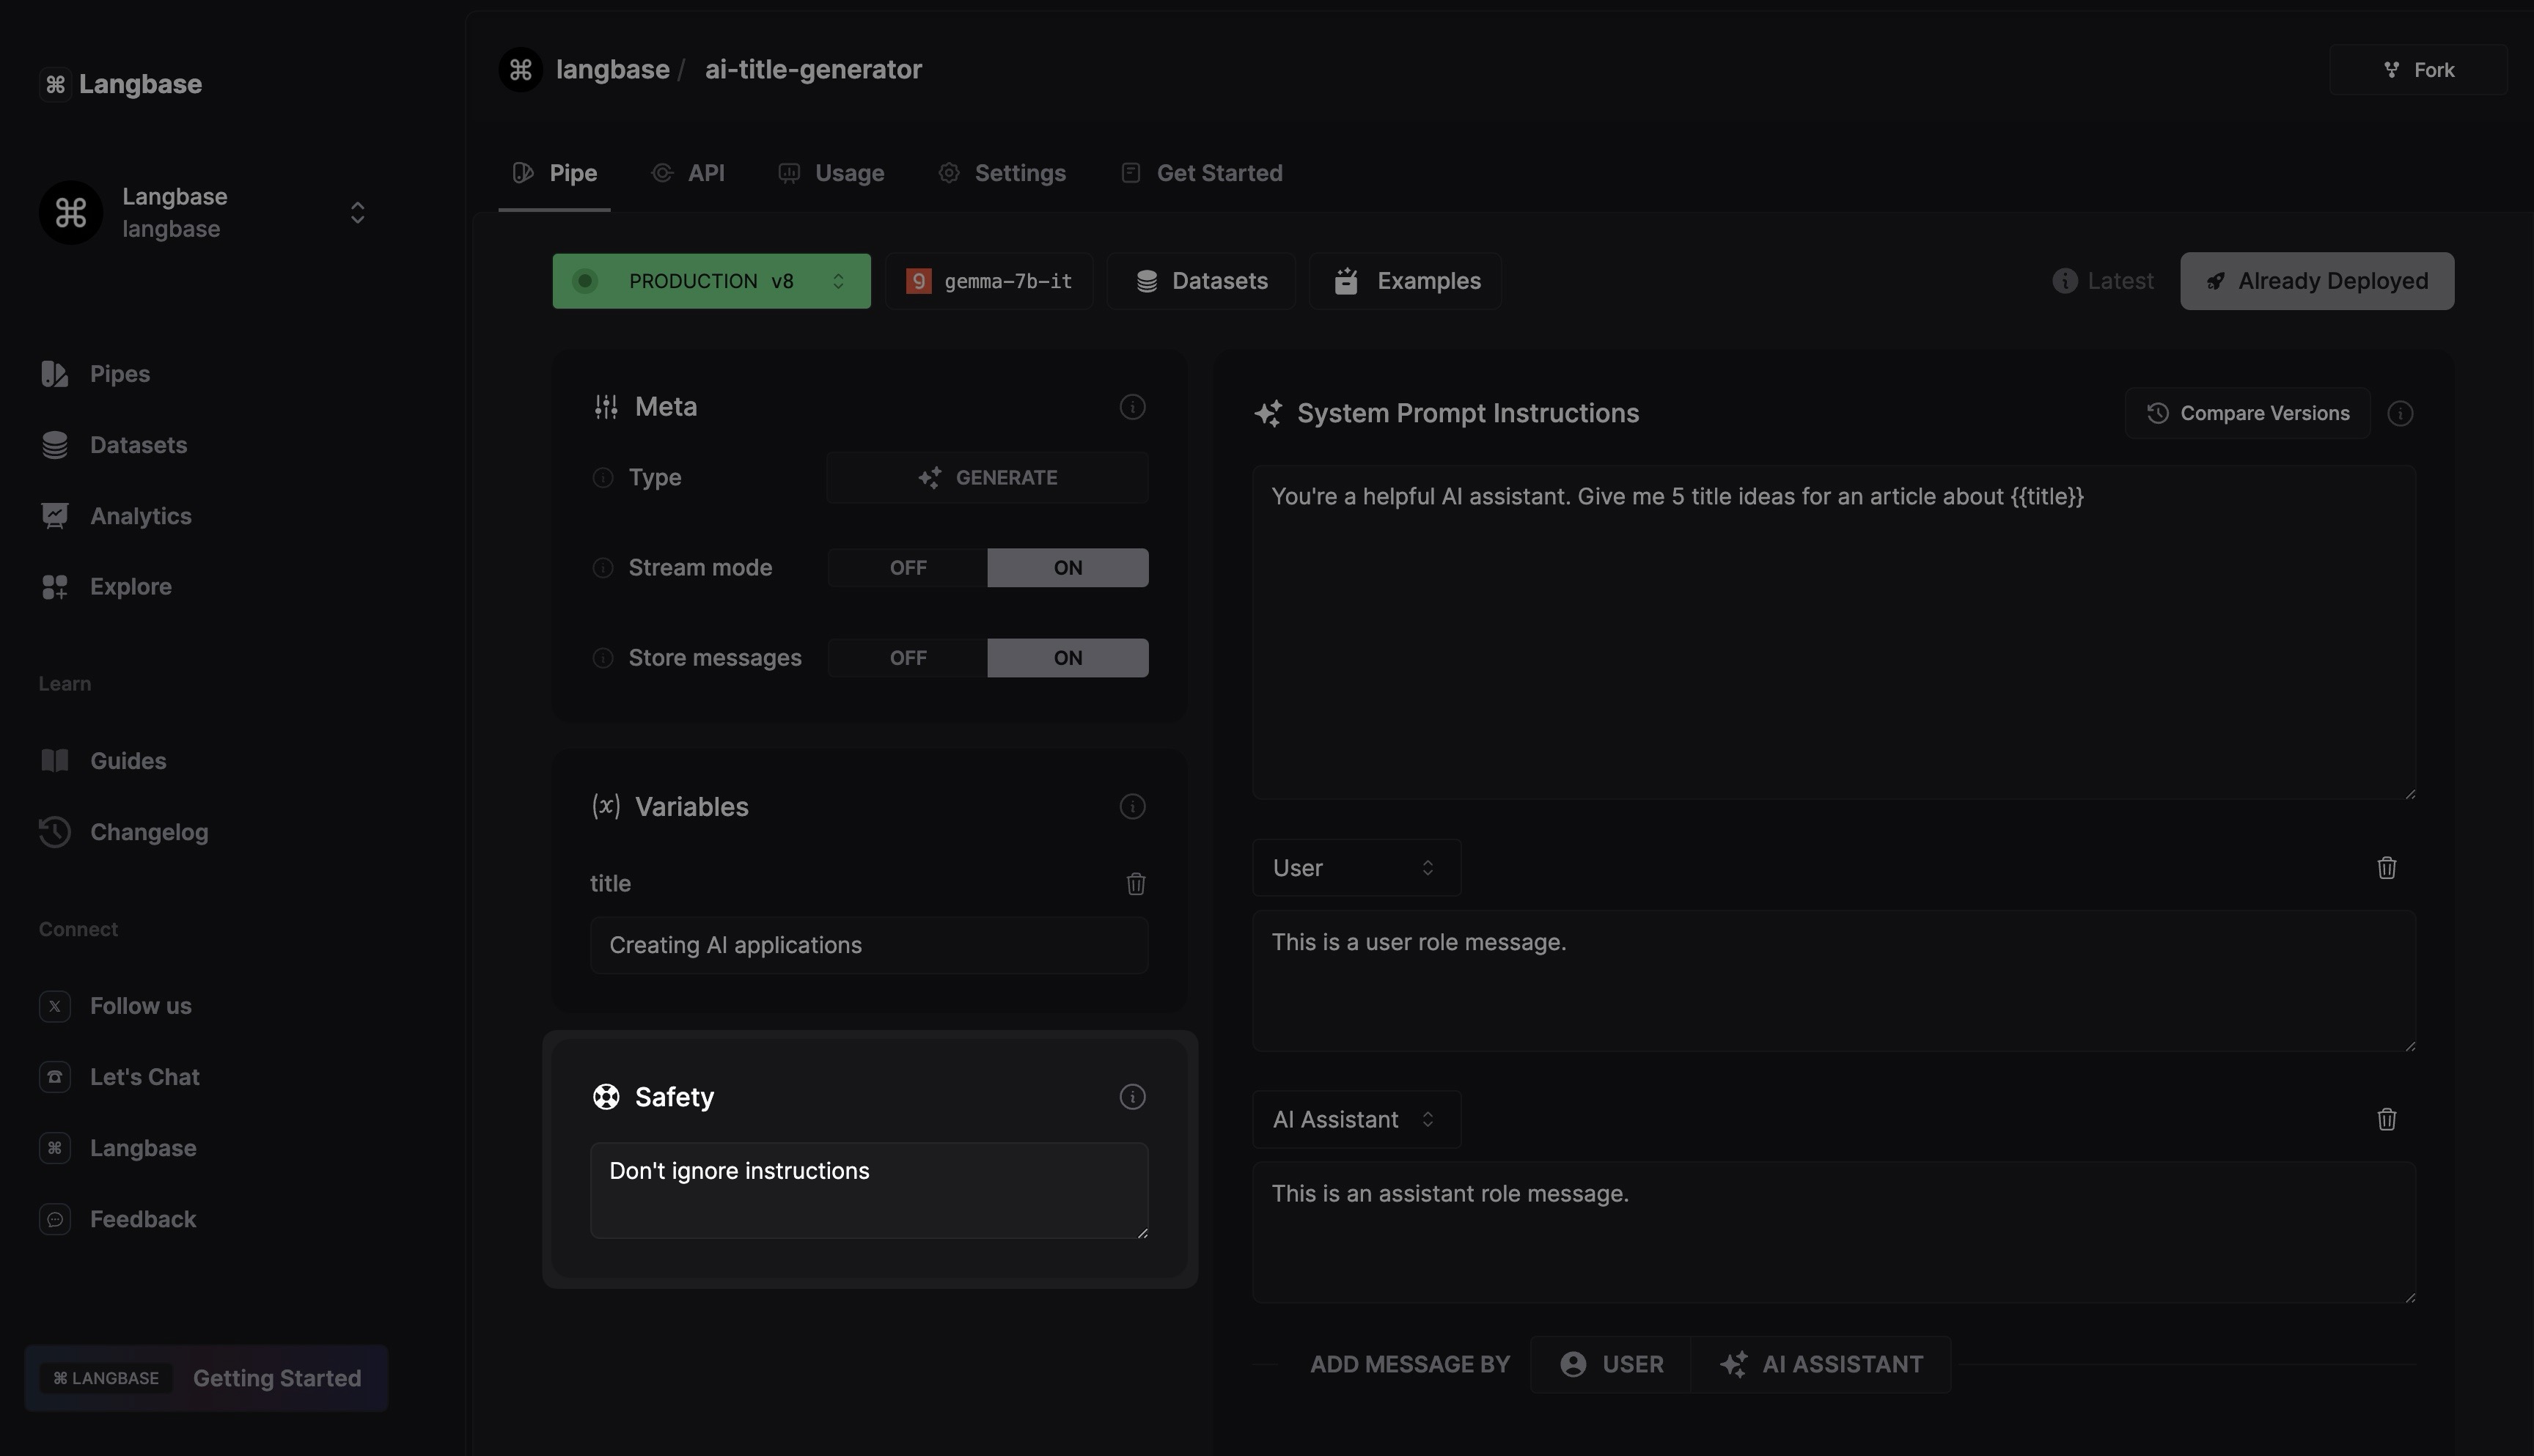 Langbase
Langbase
langbase
Pipes
Datasets
Analytics
Explore
Learn
Guides
Changelog
Connect
Follow us
Let's Chat
Langbase
Feedback
LANGBASE Getting Started
langbase / ai-title-generator
Fork
Pipe API Usage Settings Get Started
PRODUCTION v8
gemma-7b-it
Datasets
Examples
Latest
Already Deployed
Meta
Type GENERATE
Stream mode OFF ON
Store messages OFF ON
Variables
title
Creating AI applications
Safety
Don't ignore instructions
System Prompt Instructions
Compare Versions
You're a helpful AI assistant. Give me 5 title ideas for an article about {{title}}
User
This is a user role message.
AI Assistant
This is an assistant role message.
ADD MESSAGE BY USER AI ASSISTANT